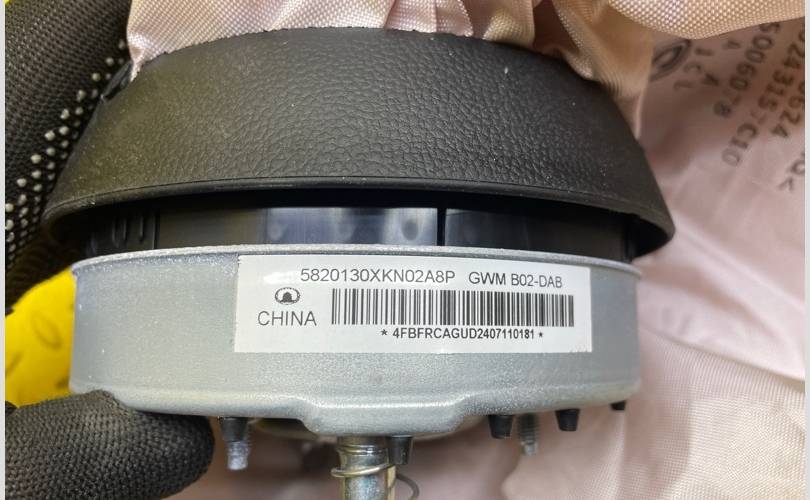 5820130XKN02A8P GWM B02-DAB
CHINA
* 4FBFRCAGUD2407110181 *